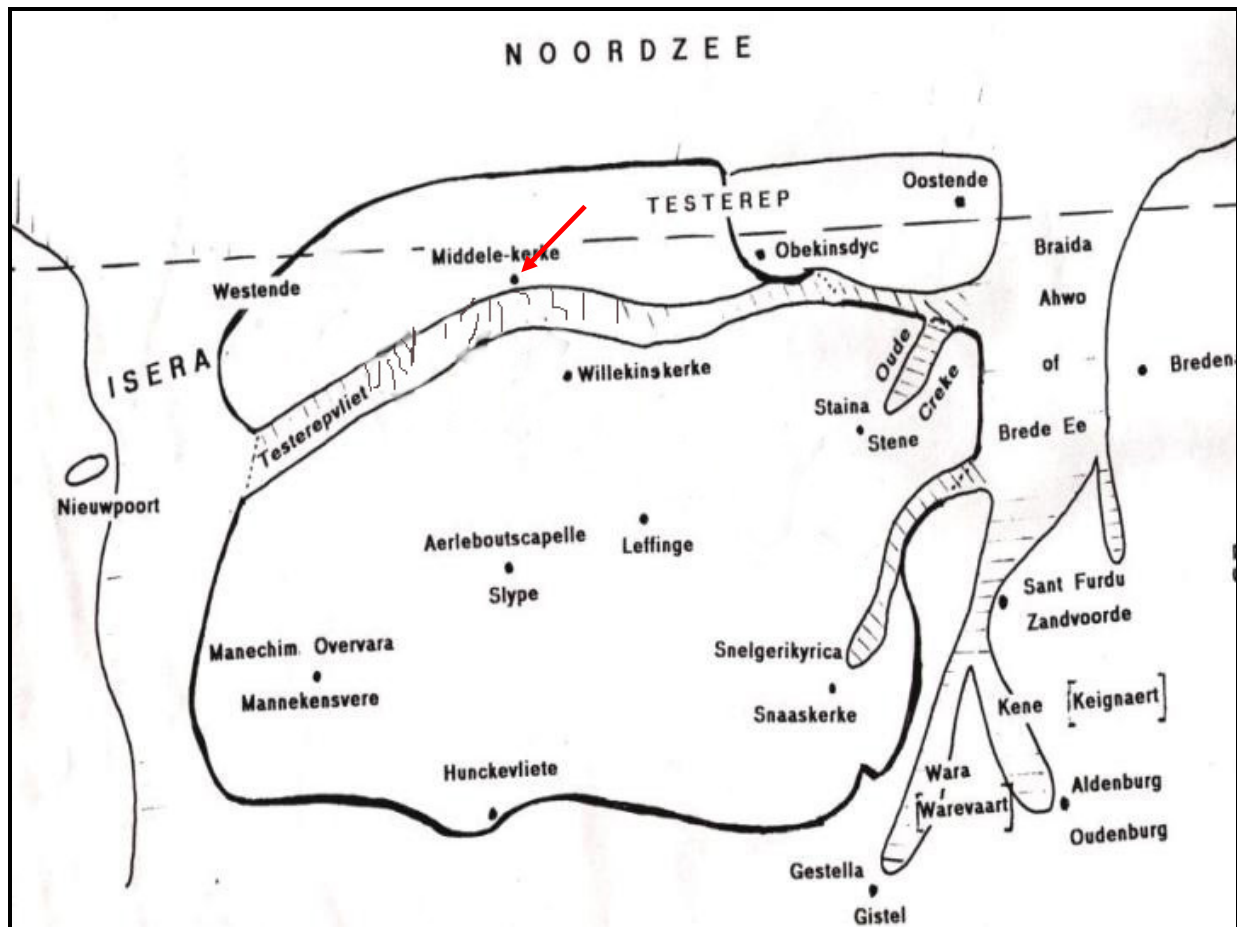 NOORDZEE
TESTEREP
Oostende
Middele-kerke
Obekinsdyc
Braida
Westende
Ahwo
ISERA
of
Willekinskerke
Oude
Creke
Testerepvliet
Staina
Stene
Brede Ee
Nieuwpoort
Aerleboutscapelle
Leffinge
Slype
Sant Furdu
Zandvoorde
Manechim Overvara
Mannekensvere
Snelgerikyrica
Snaaskerke
Kene [Keignaert]
Hunckevliete
Wara
[Warevaart]
Aldenburg
Oudenburg
Gestella
Gistel